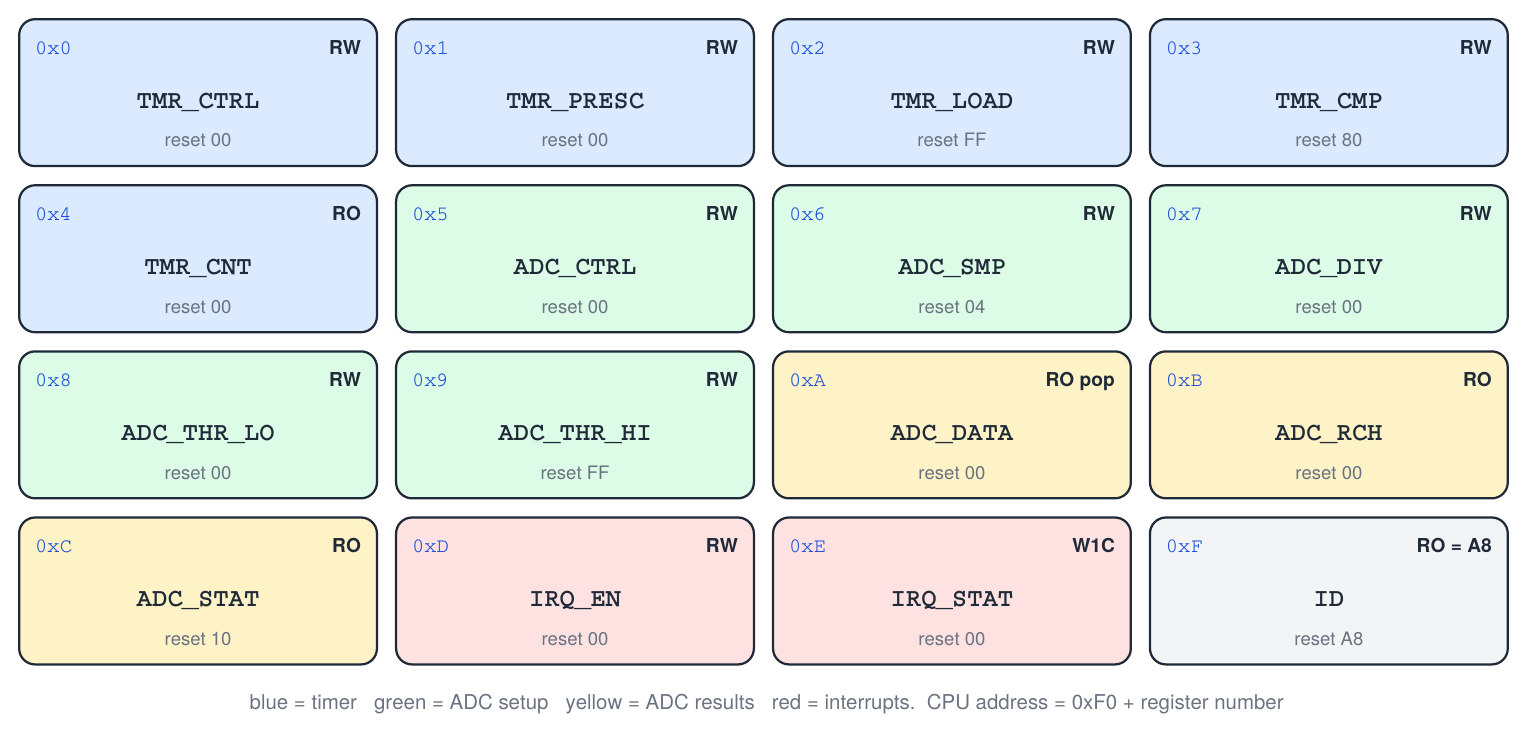 0x0 RW
TMR_CTRL
reset 00
0x1 RW
TMR_PRESC
reset 00
0x2 RW
TMR_LOAD
reset FF
0x3 RW
TMR_CMP
reset 80
0x4 RO
TMR_CNT
reset 00
0x5 RW
ADC_CTRL
reset 00
0x6 RW
ADC_SMP
reset 04
0x7 RW
ADC_DIV
reset 00
0x8 RW
ADC_THR_LO
reset 00
0x9 RW
ADC_THR_HI
reset FF
0xA RO pop
ADC_DATA
reset 00
0xB RO
ADC_RCH
reset 00
0xC RO
ADC_STAT
reset 10
0xD RW
IRQ_EN
reset 00
0xE W1C
IRQ_STAT
reset 00
0xF RO = A8
ID
reset A8
blue = timer green = ADC setup yellow = ADC results red = interrupts. CPU address = 0xF0 + register number